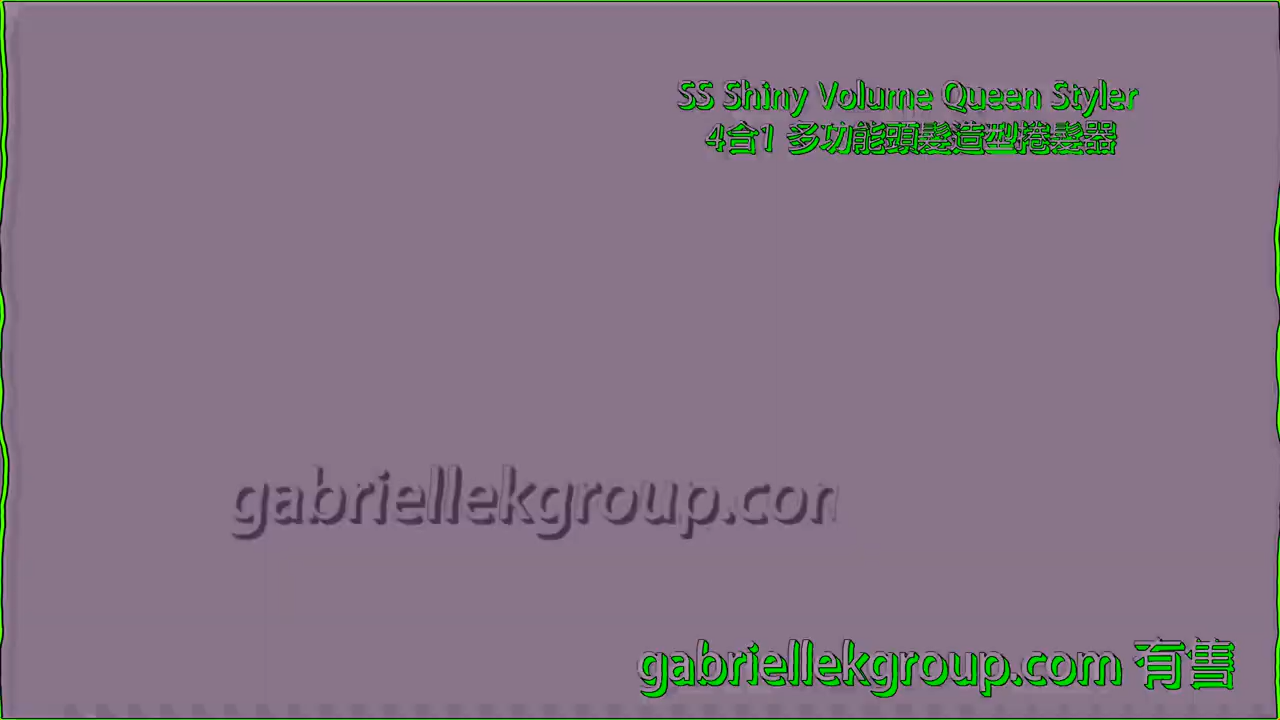 SS Shiny Volume Queen Styler
4合1 多功能頭髮造型捲髮器
gabriellekgroup.com
gabriellekgroup.com 有售